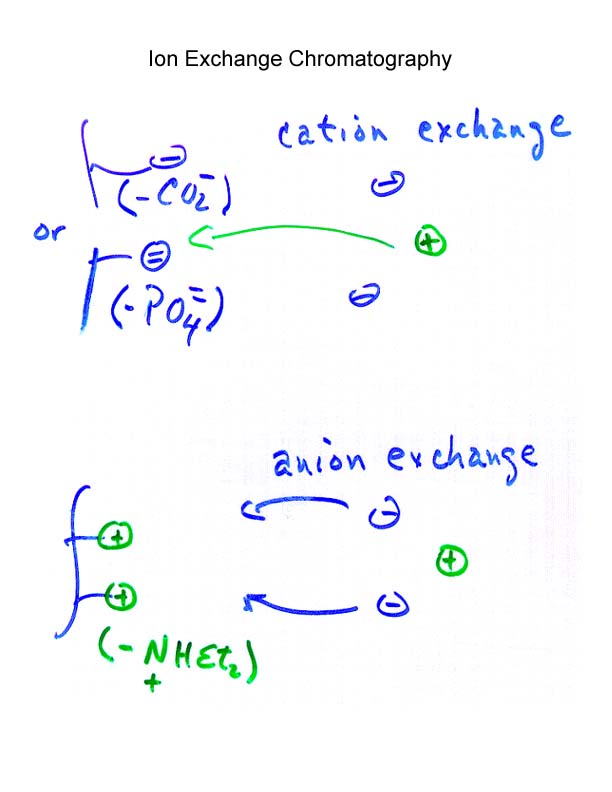 Ion Exchange Chromatography
cation exchange
−
(-CO₂⁻)
−
or
+
=
(-PO₄⁼)
−
anion exchange
−
+
+
+
−
(-NHEt₂)
+